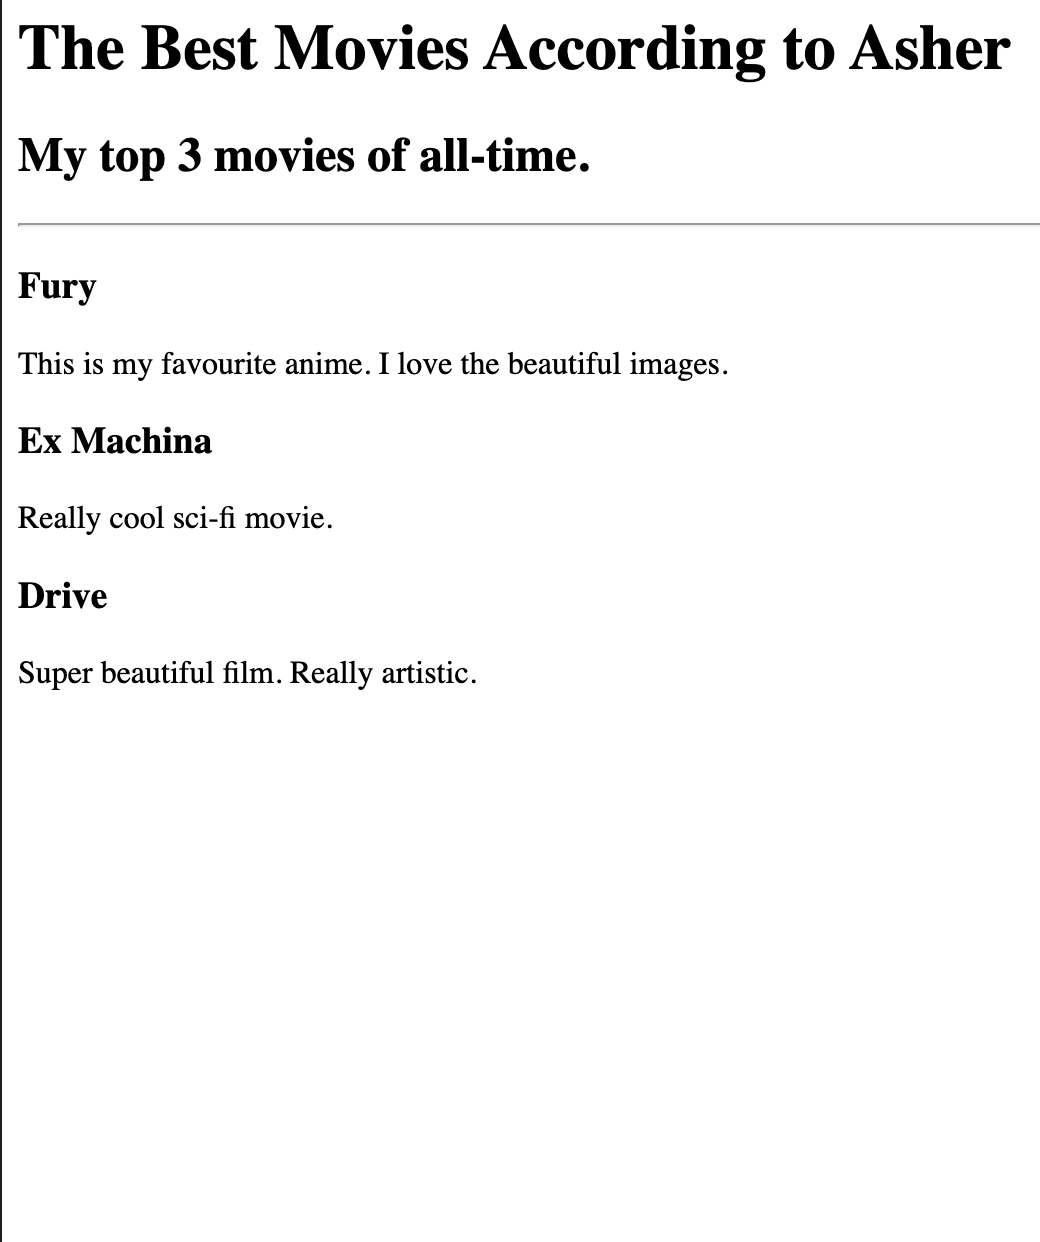 The Best Movies According to Asher
My top 3 movies of all-time.
Fury
This is my favourite anime. I love the beautiful images.
Ex Machina
Really cool sci-fi movie.
Drive
Super beautiful film. Really artistic.